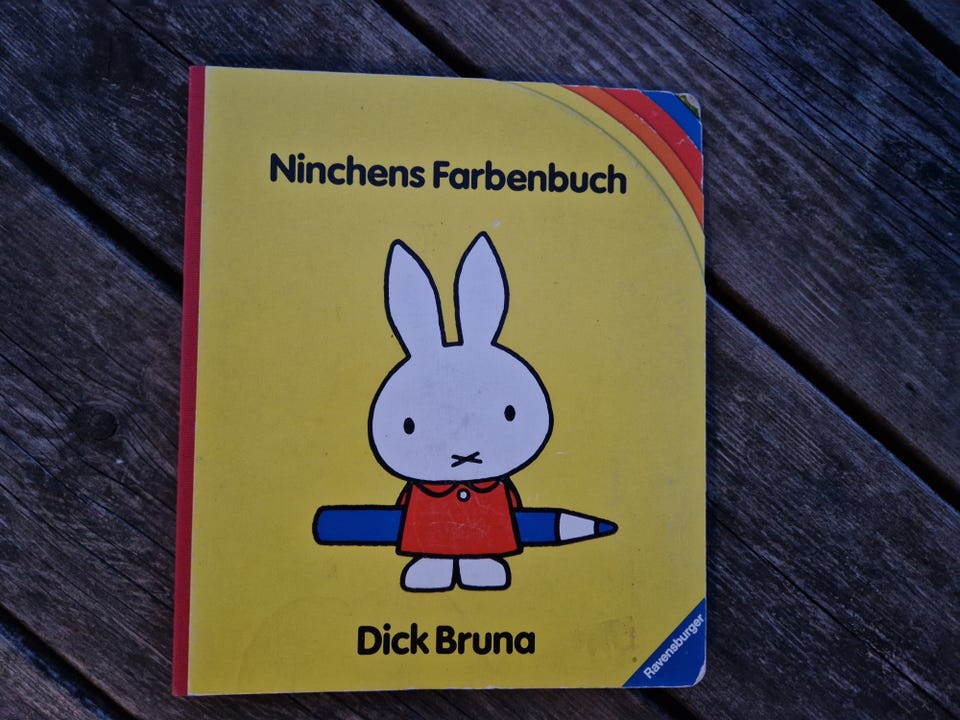 Ninchens Farbenbuch
Dick Bruna
Ravensburger